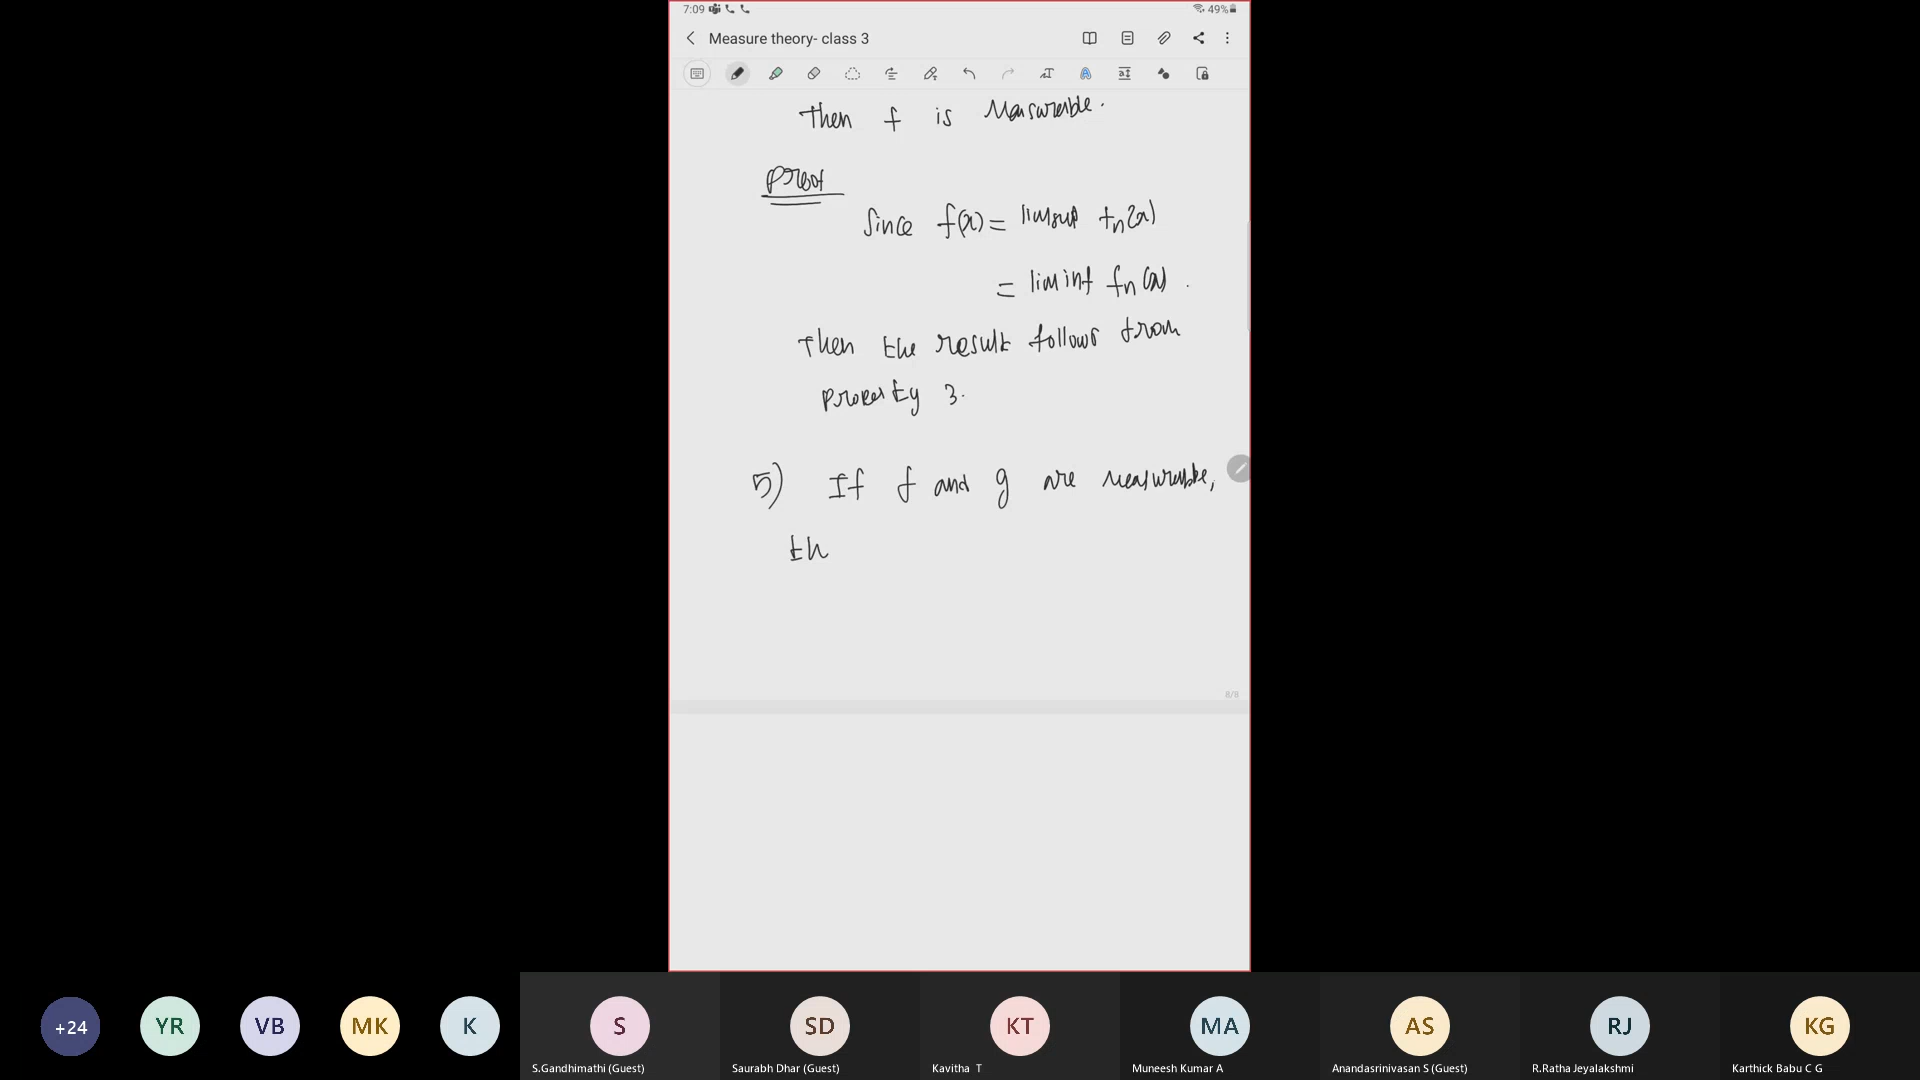 7:09
49%
Measure theory- class 3
Then f is Measurable.
Proof
Since f(x) = limsup fn(x)
= liminf fn(x).
Then the result follows from
property 3.
5) If f and g are measurable,
th
8/8
+24
YR
VB
MK
K
S
SD
KT
MA
AS
RJ
KG
S.Gandhimathi (Guest)
Saurabh Dhar (Guest)
Kavitha T
Muneesh Kumar A
Anandasrinivasan S (Guest)
R.Ratha Jeyalakshmi
Karthick Babu C G